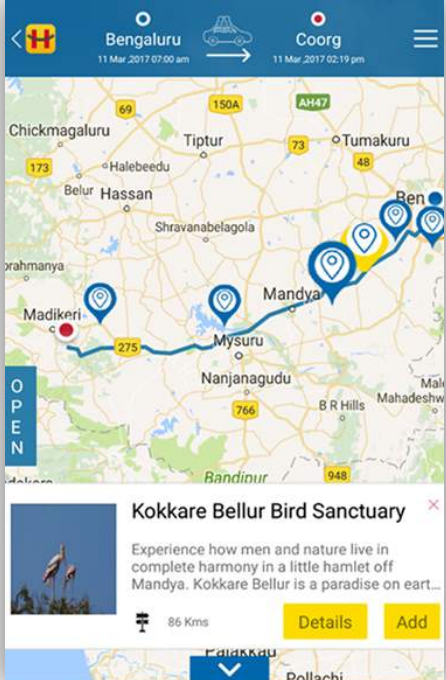 H
Bengaluru
Coorg
11 Mar ,2017 07:00 am
11 Mar ,2017 02:19 pm
69
150A
AH47
Chickmagaluru
Tiptur
73
Tumakuru
173
Halebeedu
48
Belur
Hassan
Ben
Shravanabelagola
brahmanya
Mandya
Madikeri
275
Mysuru
OPEN
Nanjanagudu
766
B R Hills
Mal
Mahadeshw
948
Bandipur
Kokkare Bellur Bird Sanctuary
×
Experience how men and nature live in
complete harmony in a little hamlet off
Mandya. Kokkare Bellur is a paradise on eart...
86 Kms
Details
Add
Palakkad
Pollachi